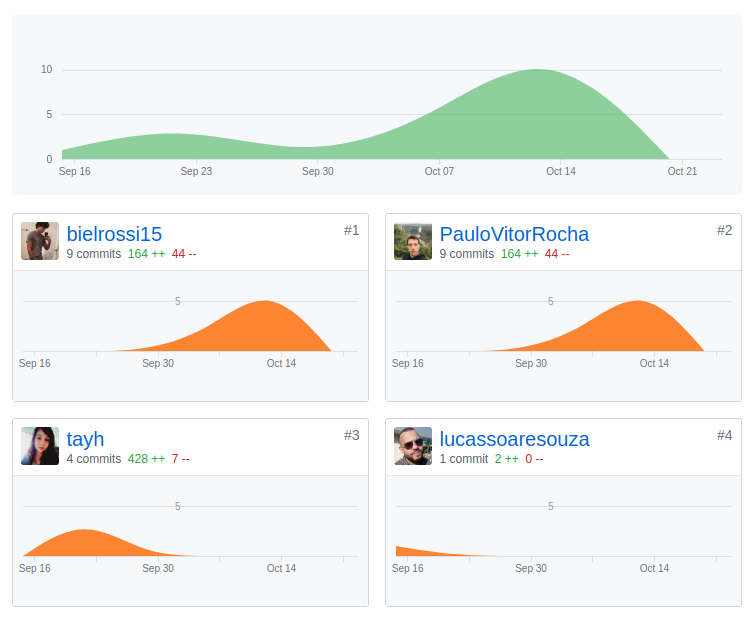 10
5
0
Sep 16 Sep 23 Sep 30 Oct 07 Oct 14 Oct 21
bielrossi15 #1
9 commits 164 ++ 44 --
5
Sep 16 Sep 30 Oct 14
PauloVitorRocha #2
9 commits 164 ++ 44 --
5
Sep 16 Sep 30 Oct 14
tayh #3
4 commits 428 ++ 7 --
5
Sep 16 Sep 30 Oct 14
lucassoaresouza #4
1 commit 2 ++ 0 --
5
Sep 16 Sep 30 Oct 14